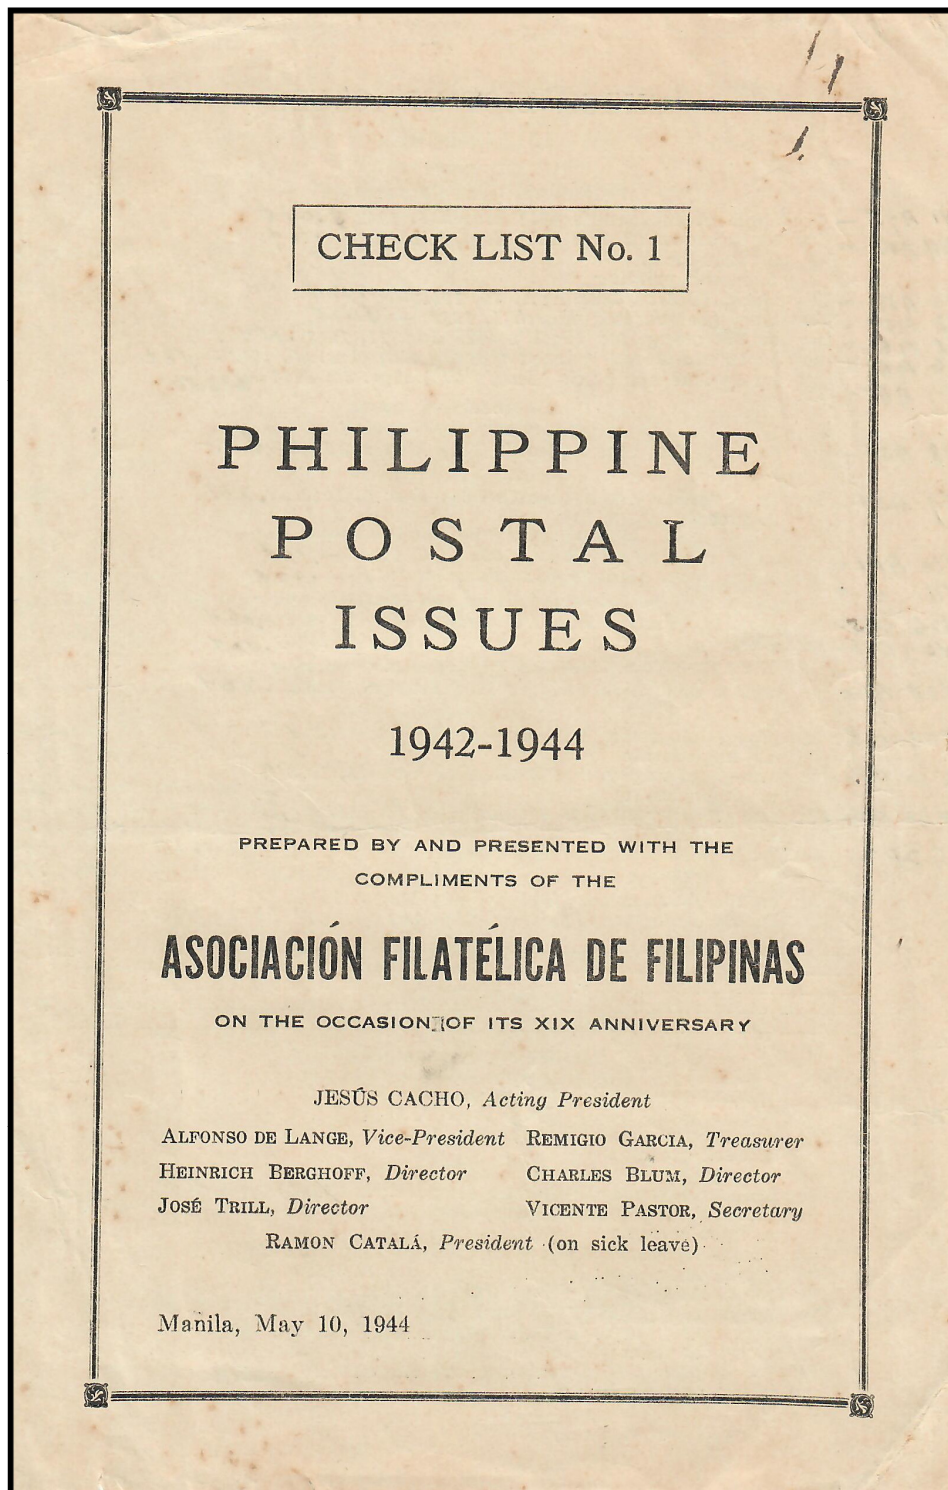 CHECK LIST No. 1
PHILIPPINE
POSTAL
ISSUES
1942-1944
PREPARED BY AND PRESENTED WITH THE
COMPLIMENTS OF THE
ASOCIACIÓN FILATÉLICA DE FILIPINAS
ON THE OCCASION OF ITS XIX ANNIVERSARY
JESÚS CACHO, Acting President
ALFONSO DE LANGE, Vice-President REMIGIO GARCIA, Treasurer
HEINRICH BERGHOFF, Director CHARLES BLUM, Director
JOSÉ TRILL, Director VICENTE PASTOR, Secretary
RAMON CATALÁ, President (on sick leave)
Manila, May 10, 1944